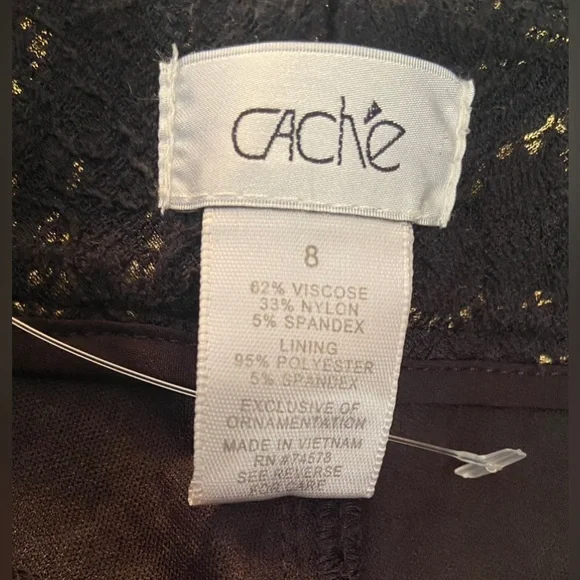 CAChé
8
62% VISCOSE
33% NYLON
5% SPANDEX
LINING
95% POLYESTER
5% SPANDEX
EXCLUSIVE OF
ORNAMENTATION
MADE IN VIETNAM
RN #74578
SEE REVERSE
FOR CARE